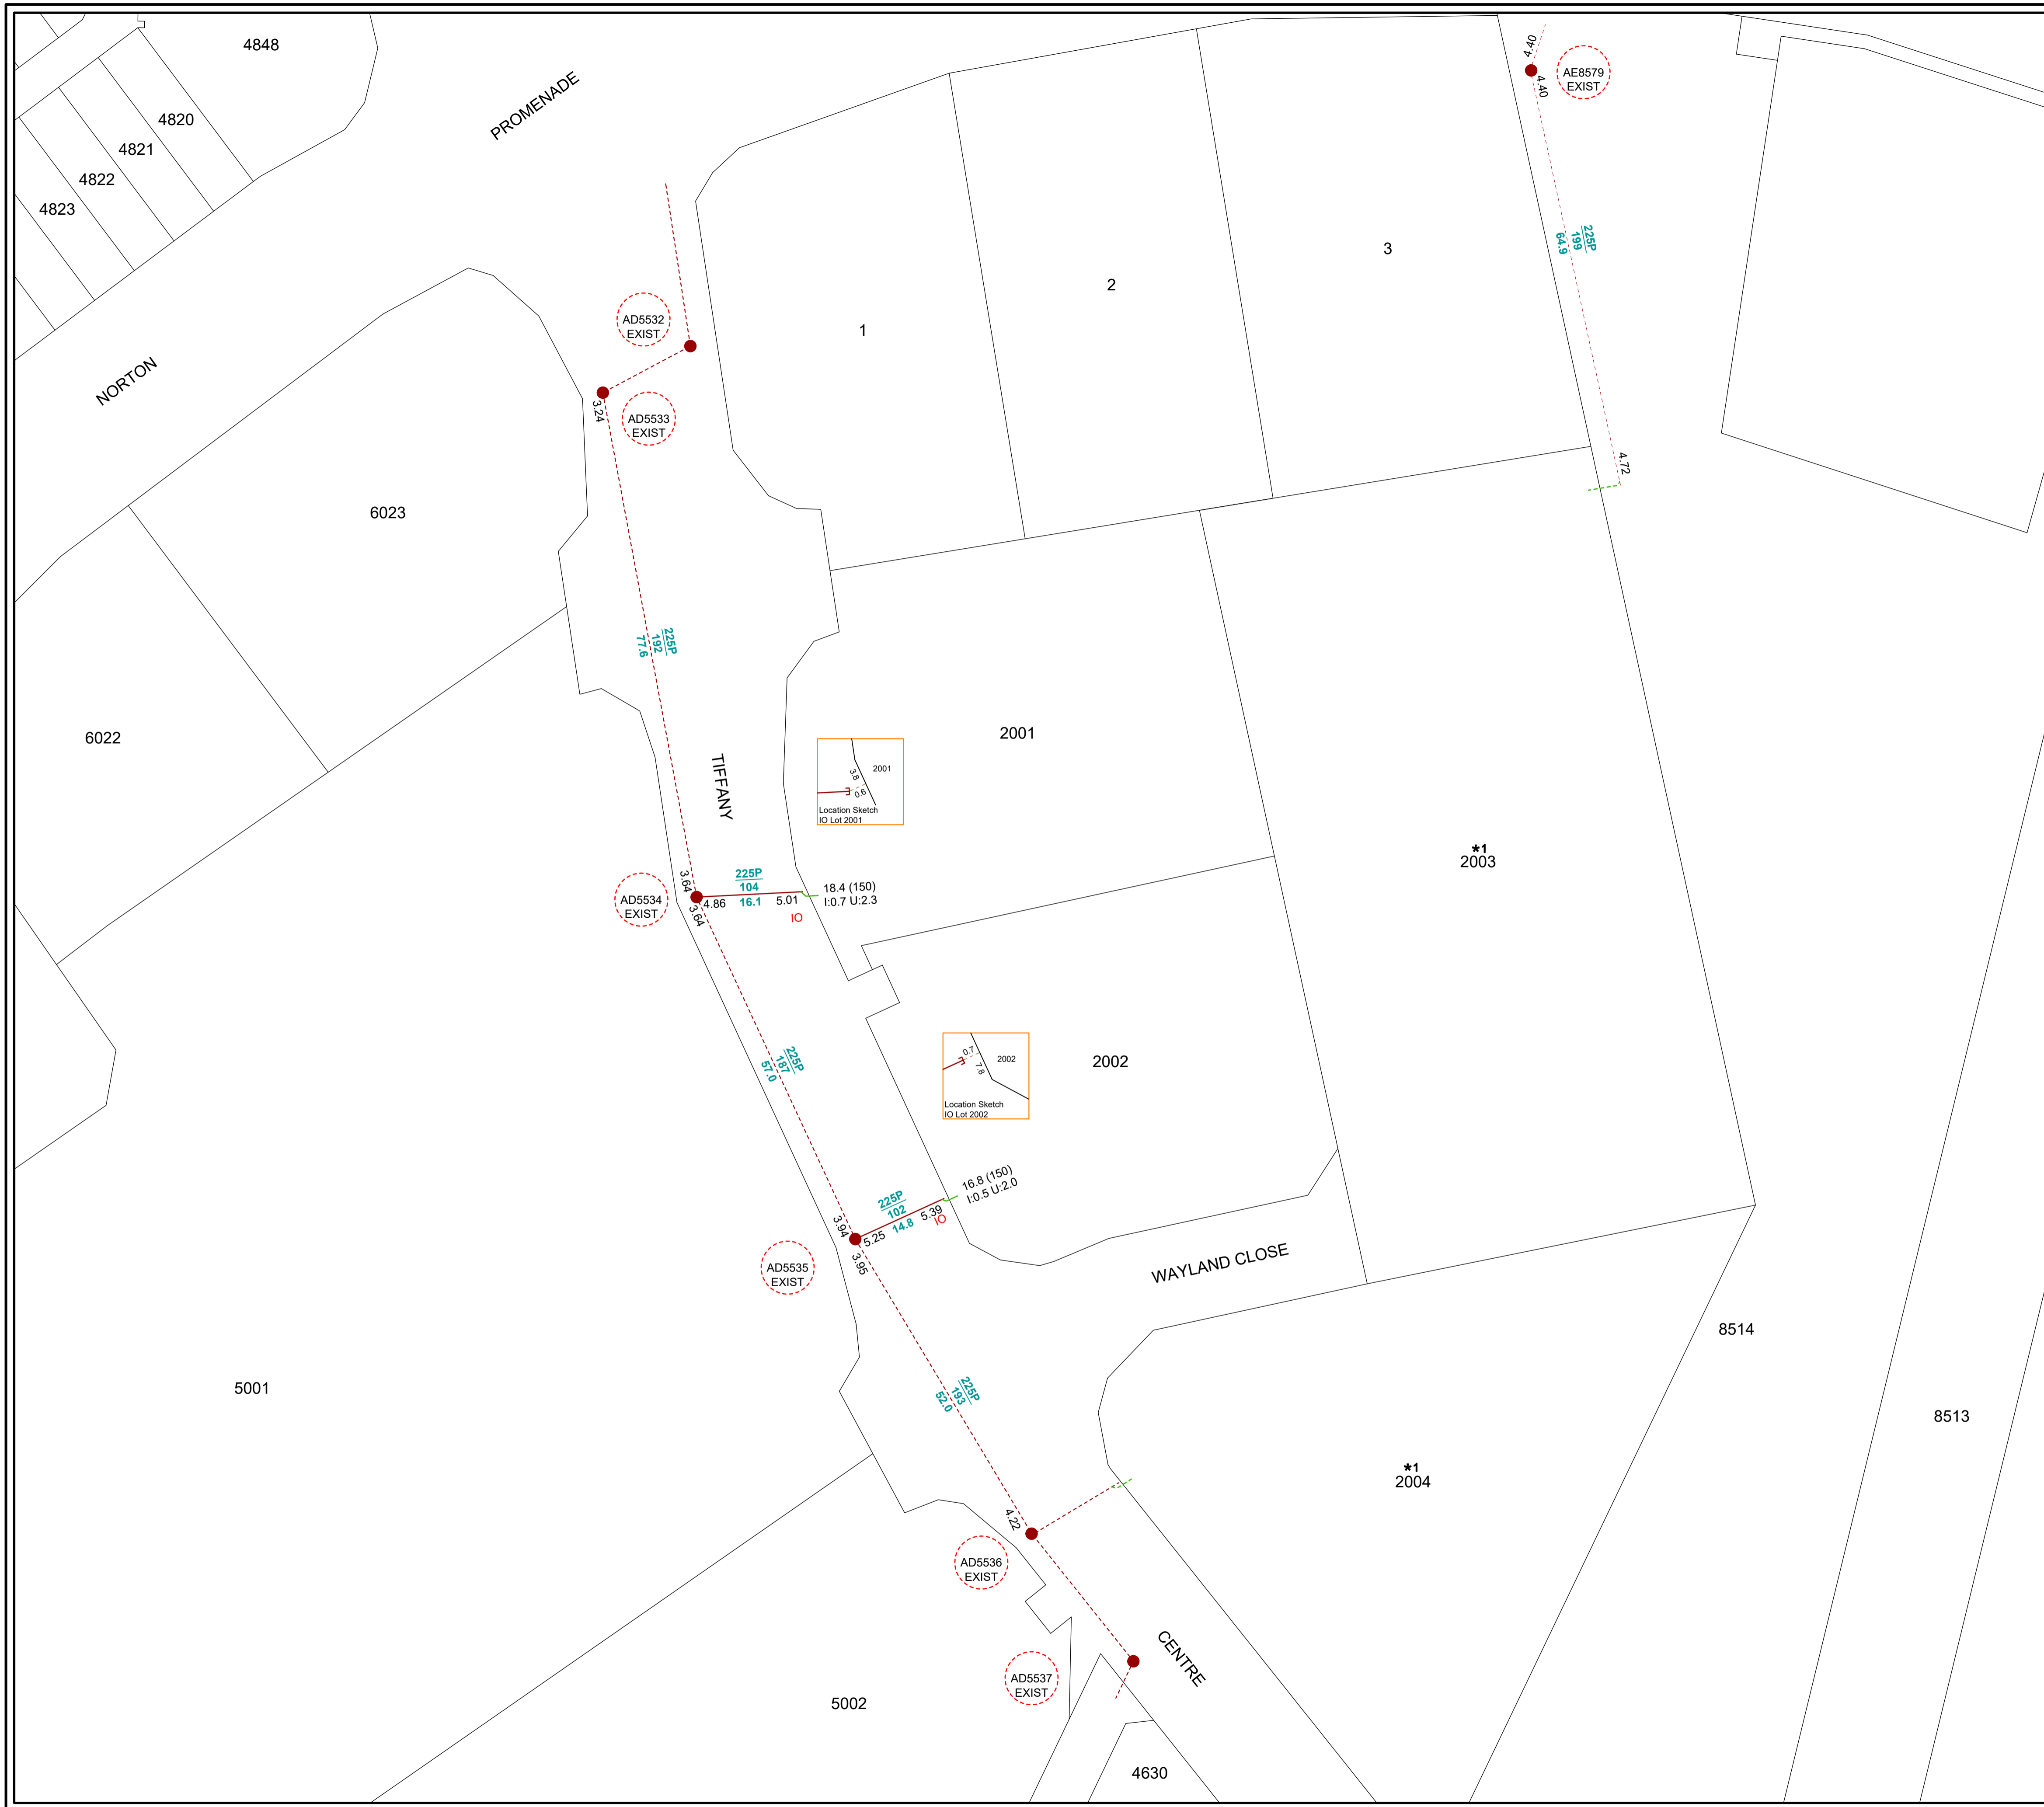 4848
4820
4821
4822
4823
PROMENADE
NORTON
4.40
4.40
AE8579
EXIST
225P
199
64.9
4.72
1
2
3
AD5532
EXIST
AD5533
EXIST
3.24
6023
6022
225P
192
77.6
TIFFANY
2001
3.8
2001
0.6
Location Sketch
IO Lot 2001
*1
2003
3.64
AD5534
EXIST
3.64
225P
104
4.86
16.1
5.01
IO
18.4 (150)
I:0.7 U:2.3
225P
187
57.0
0.7
2002
7.8
Location Sketch
IO Lot 2002
2002
16.8 (150)
I:0.5 U:2.0
225P
102
5.25
14.8
5.39
IO
3.94
3.95
AD5535
EXIST
WAYLAND CLOSE
8514
8513
5001
225P
193
52.0
*1
2004
4.22
AD5536
EXIST
AD5537
EXIST
CENTRE
5002
4630